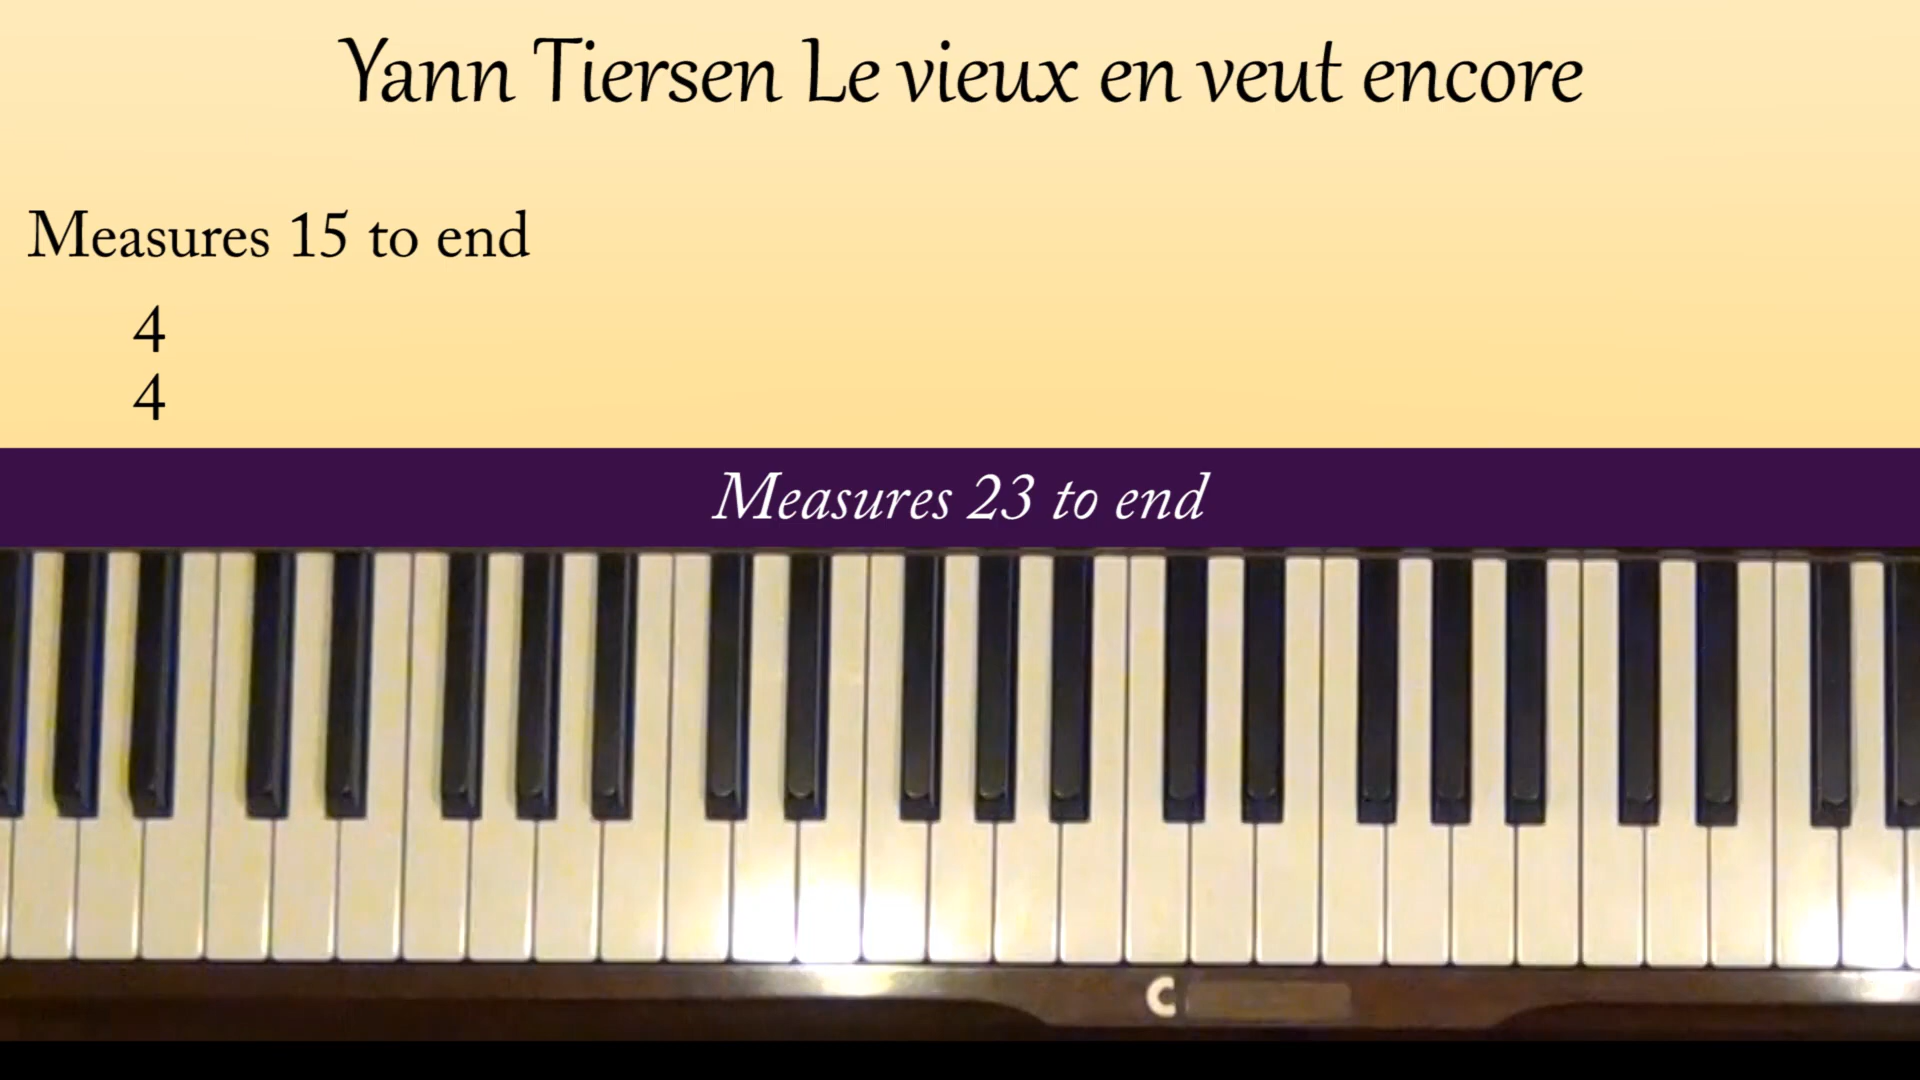 Yann Tiersen Le vieux en veut encore
Measures 15 to end
4
4
Measures 23 to end
C